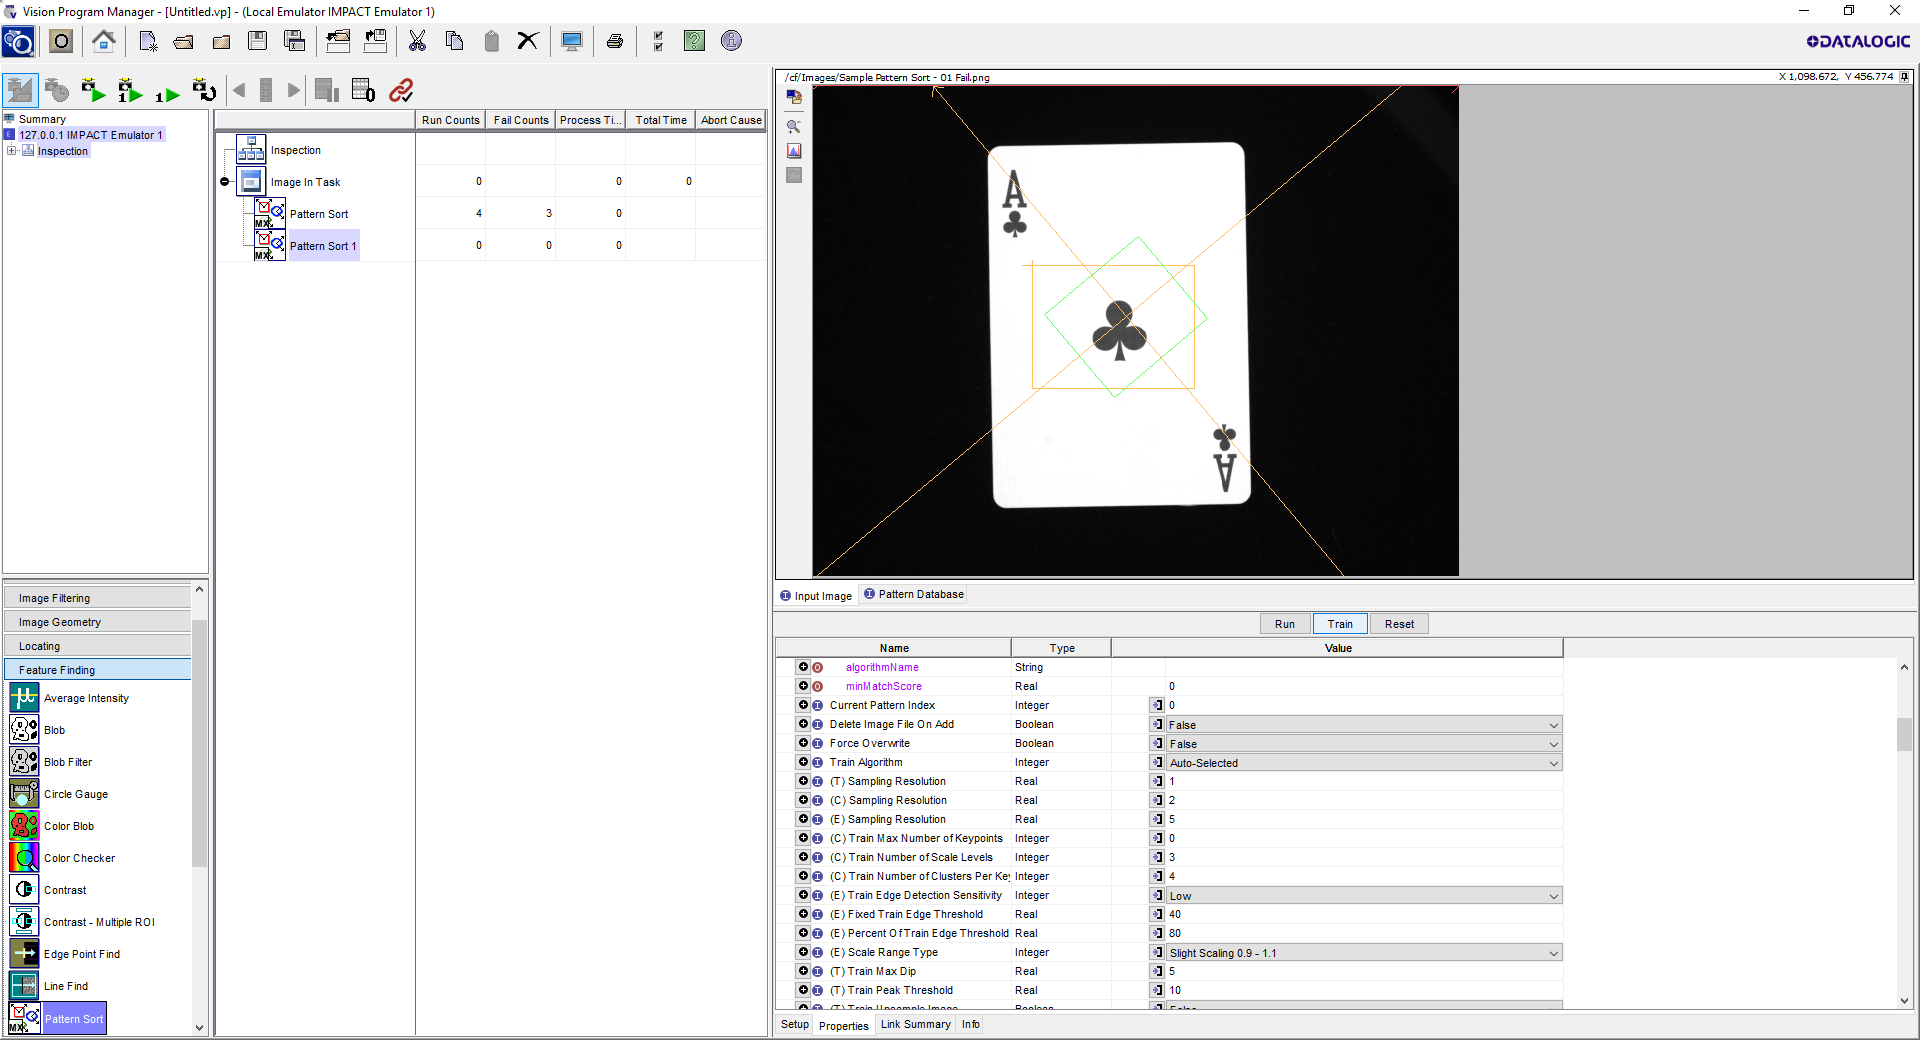 Vision Program Manager - [Untitled.vp] - (Local Emulator IMPACT Emulator 1)
DATALOGIC
Summary
127.0.0.1 IMPACT Emulator 1
Inspection
Run Counts Fail Counts Process Ti... Total Time Abort Cause
Inspection
Image In Task 0 0 0
Pattern Sort 4 3 0
Pattern Sort 1 0 0 0
Image Filtering
Image Geometry
Locating
Feature Finding
Average Intensity
Blob
Blob Filter
Circle Gauge
Color Blob
Color Checker
Contrast
Contrast - Multiple ROI
Edge Point Find
Line Find
Pattern Sort
/cf/Images/Sample Pattern Sort - 01 Fail.png
X 1,098.672, Y 456.774
A
A
Input Image Pattern Database
Run Train Reset
Name Type Value
algorithmName String
minMatchScore Real 0
Current Pattern Index Integer 0
Delete Image File On Add Boolean False
Force Overwrite Boolean False
Train Algorithm Integer Auto-Selected
(T) Sampling Resolution Real 1
(C) Sampling Resolution Real 2
(E) Sampling Resolution Real 5
(C) Train Max Number of Keypoints Integer 0
(C) Train Number of Scale Levels Integer 3
(C) Train Number of Clusters Per Key Integer 4
(E) Train Edge Detection Sensitivity Integer Low
(E) Fixed Train Edge Threshold Real 40
(E) Percent Of Train Edge Threshold Real 80
(E) Scale Range Type Integer Slight Scaling 0.9 - 1.1
(T) Train Max Dip Real 5
(T) Train Peak Threshold Real 10
(T) Train Upsample Image Boolean False
Setup Properties Link Summary Info